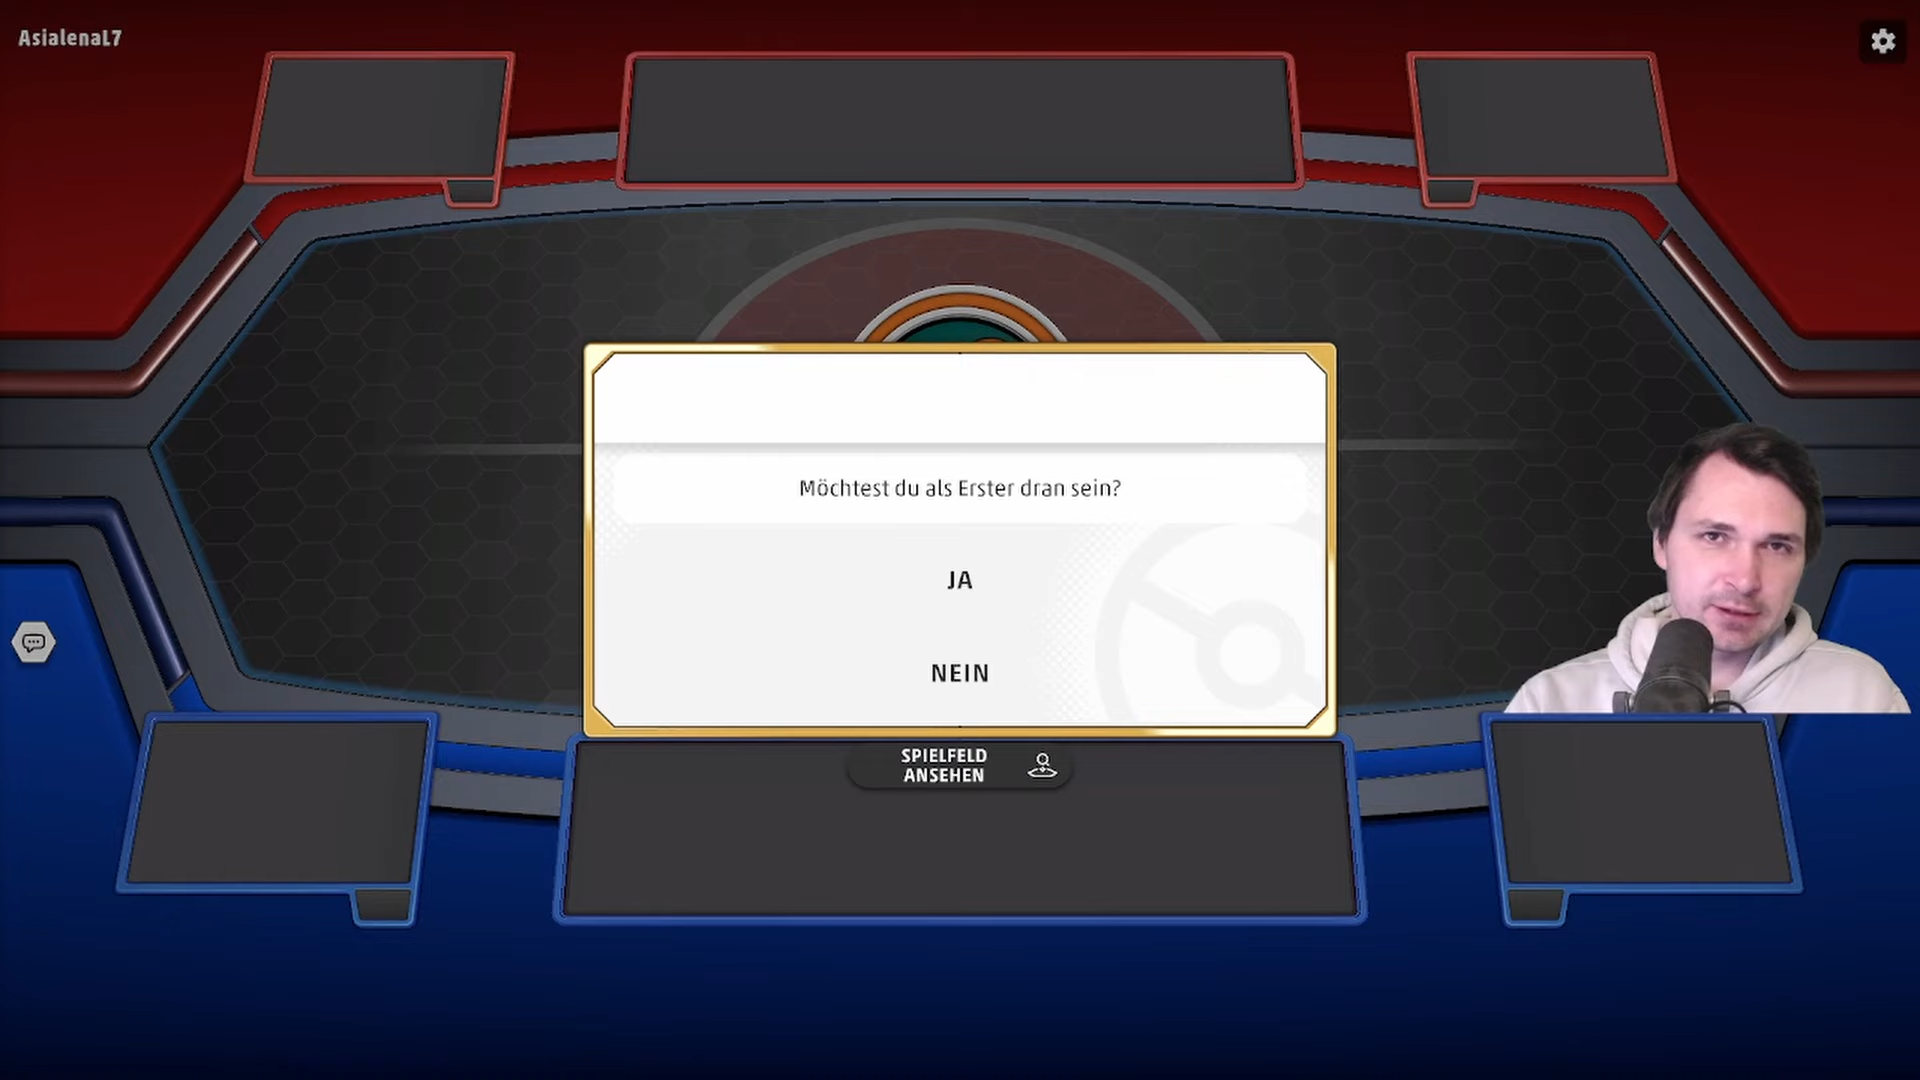 AsialenaL7
Möchtest du als Erster dran sein?
JA
NEIN
SPIELFELD
ANSEHEN